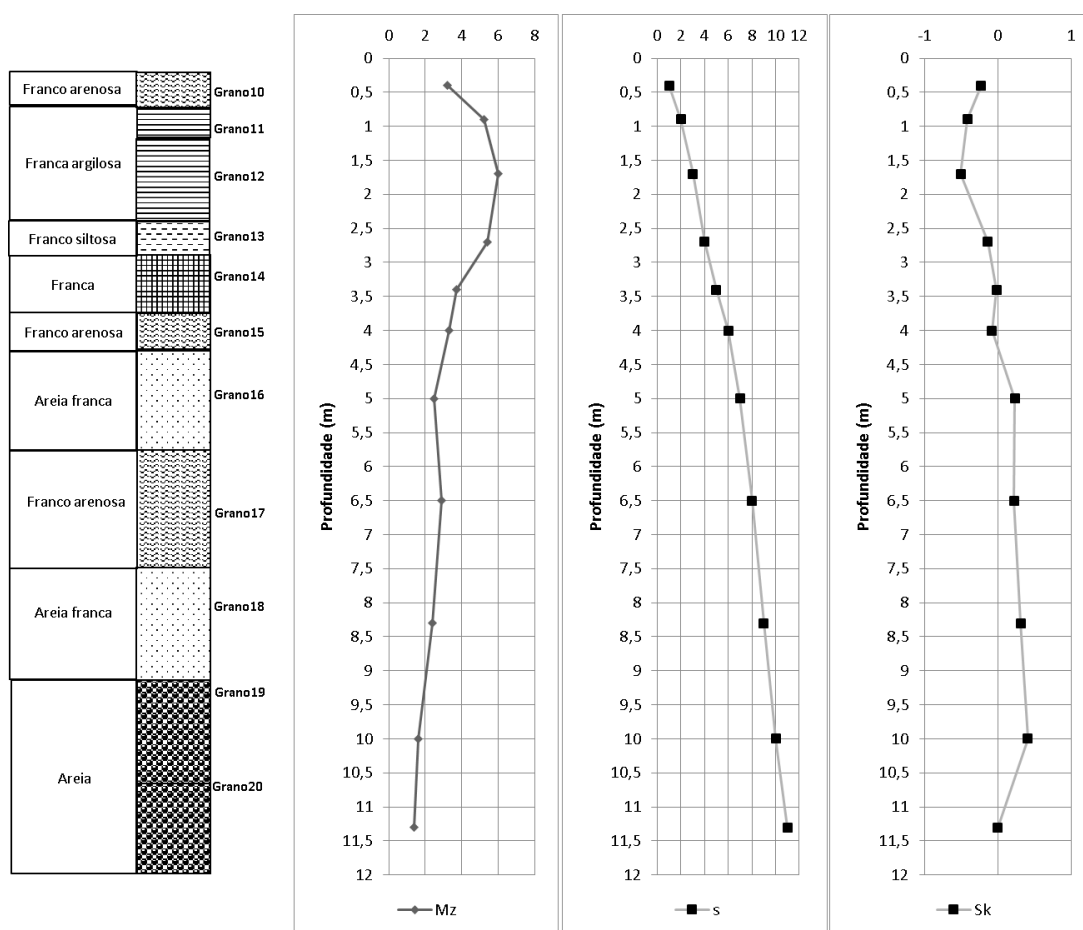 Franco arenosa
Grano10
Grano11
Franca argilosa
Grano12
Franco siltosa
Grano13
Franca
Grano14
Franco arenosa
Grano15
Areia franca
Grano16
Franco arenosa
Grano17
Areia franca
Grano18
Grano19
Areia
Grano20
0 2 4 6 8
0
0,5
1
1,5
2
2,5
3
3,5
4
4,5
5
5,5
6
6,5
7
7,5
8
8,5
9
9,5
10
10,5
11
11,5
12
Profundidade (m)
Mz
0 2 4 6 8 10 12
0
0,5
1
1,5
2
2,5
3
3,5
4
4,5
5
5,5
6
6,5
7
7,5
8
8,5
9
9,5
10
10,5
11
11,5
12
Profundidade (m)
s
-1 0 1
0
0,5
1
1,5
2
2,5
3
3,5
4
4,5
5
5,5
6
6,5
7
7,5
8
8,5
9
9,5
10
10,5
11
11,5
12
Profundidade (m)
Sk